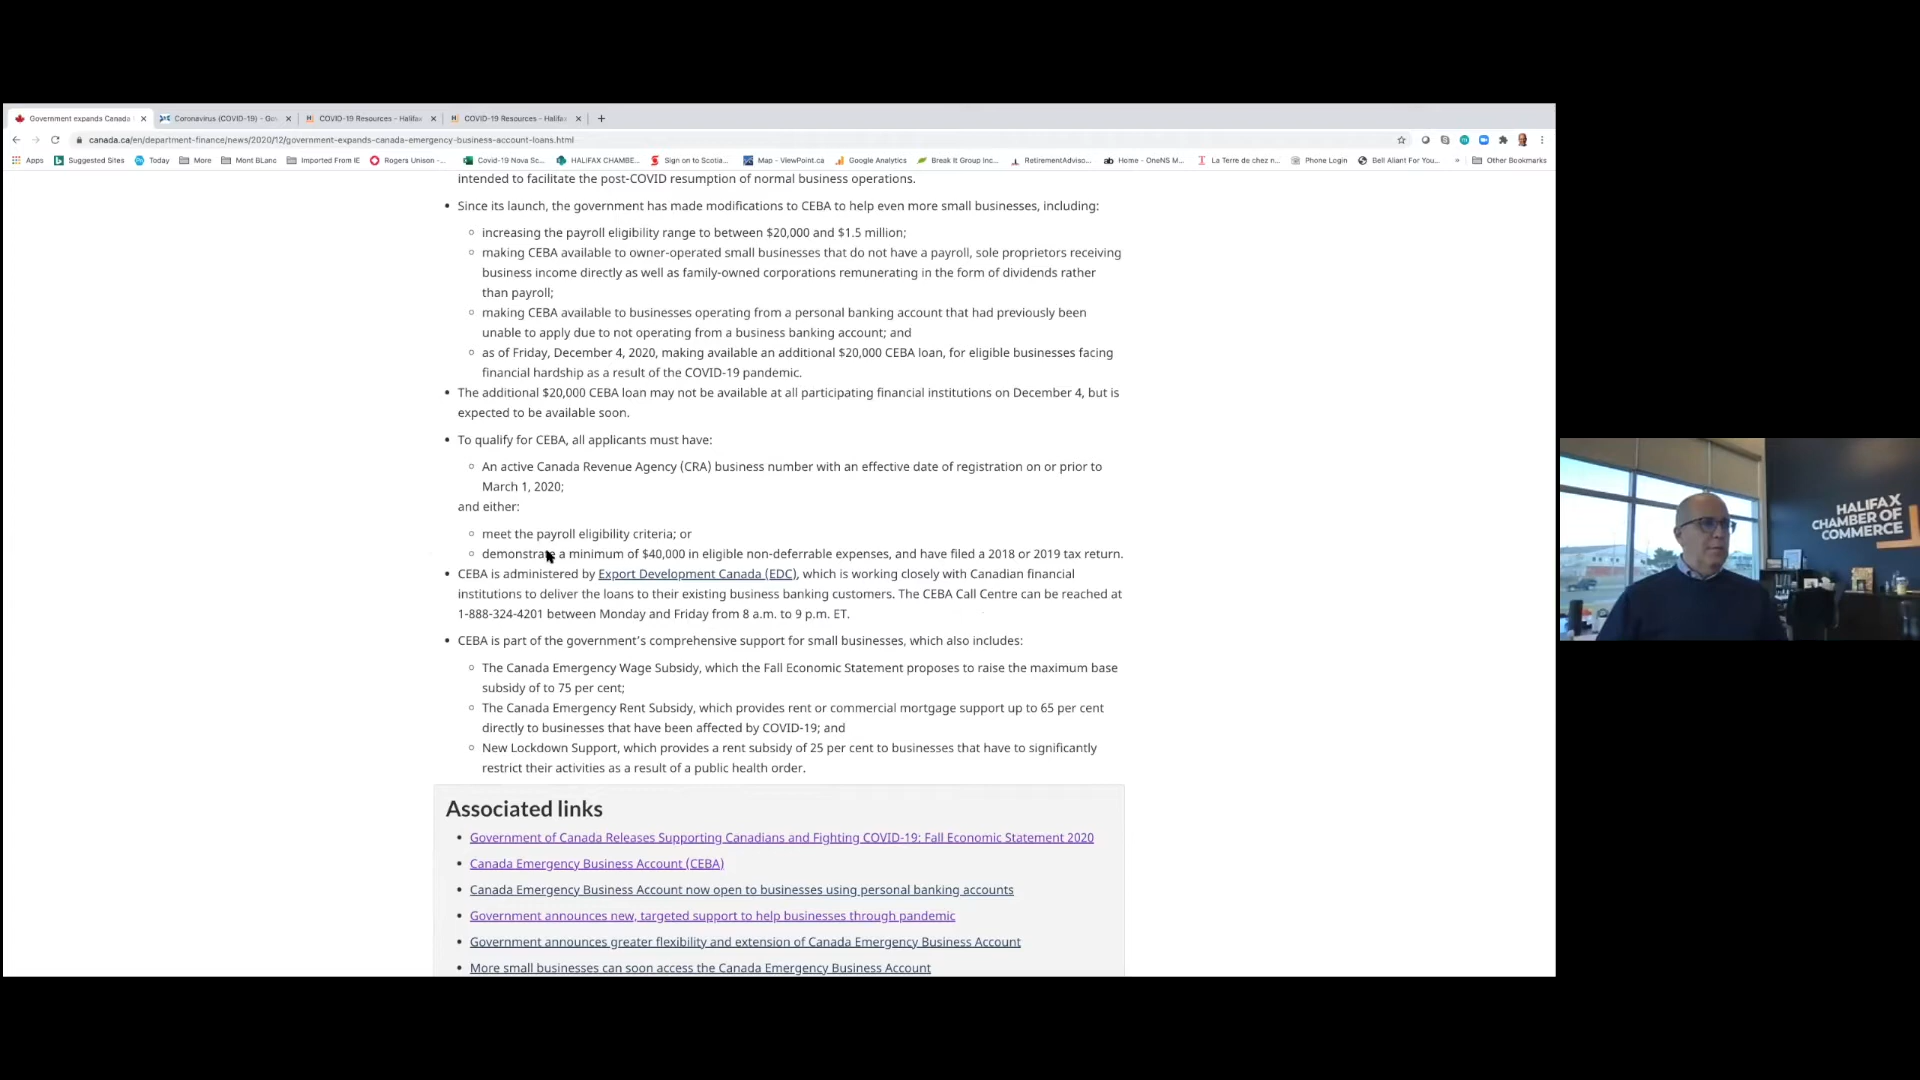 Government expands Canada
Coronavirus (COVID-19) - Gov
COVID-19 Resources - Halifax
COVID-19 Resources - Halifax
canada.ca/en/department-finance/news/2020/12/government-expands-canada-emergency-business-account-loans.html
Apps Suggested Sites Today More Mont BLanc Imported From IE Rogers Unison -... Covid-19 Nova Sc... HALIFAX CHAMBE... Sign on to Scotia... Map - ViewPoint.ca Google Analytics Break It Group Inc... RetirementAdviso... Home - OneNS M... La Terre de chez n... Phone Login Bell Aliant For You... » Other Bookmarks
intended to facilitate the post-COVID resumption of normal business operations.
• Since its launch, the government has made modifications to CEBA to help even more small businesses, including:
increasing the payroll eligibility range to between $20,000 and $1.5 million;
making CEBA available to owner-operated small businesses that do not have a payroll, sole proprietors receiving
business income directly as well as family-owned corporations remunerating in the form of dividends rather
than payroll;
making CEBA available to businesses operating from a personal banking account that had previously been
unable to apply due to not operating from a business banking account; and
as of Friday, December 4, 2020, making available an additional $20,000 CEBA loan, for eligible businesses facing
financial hardship as a result of the COVID-19 pandemic.
• The additional $20,000 CEBA loan may not be available at all participating financial institutions on December 4, but is
expected to be available soon.
• To qualify for CEBA, all applicants must have:
An active Canada Revenue Agency (CRA) business number with an effective date of registration on or prior to
March 1, 2020;
and either:
meet the payroll eligibility criteria; or
demonstrate a minimum of $40,000 in eligible non-deferrable expenses, and have filed a 2018 or 2019 tax return.
• CEBA is administered by Export Development Canada (EDC), which is working closely with Canadian financial
institutions to deliver the loans to their existing business banking customers. The CEBA Call Centre can be reached at
1-888-324-4201 between Monday and Friday from 8 a.m. to 9 p.m. ET.
• CEBA is part of the government's comprehensive support for small businesses, which also includes:
The Canada Emergency Wage Subsidy, which the Fall Economic Statement proposes to raise the maximum base
subsidy of to 75 per cent;
The Canada Emergency Rent Subsidy, which provides rent or commercial mortgage support up to 65 per cent
directly to businesses that have been affected by COVID-19; and
New Lockdown Support, which provides a rent subsidy of 25 per cent to businesses that have to significantly
restrict their activities as a result of a public health order.
Associated links
• Government of Canada Releases Supporting Canadians and Fighting COVID-19: Fall Economic Statement 2020
• Canada Emergency Business Account (CEBA)
• Canada Emergency Business Account now open to businesses using personal banking accounts
• Government announces new, targeted support to help businesses through pandemic
• Government announces greater flexibility and extension of Canada Emergency Business Account
• More small businesses can soon access the Canada Emergency Business Account
HALIFAX
CHAMBER OF
COMMERCE